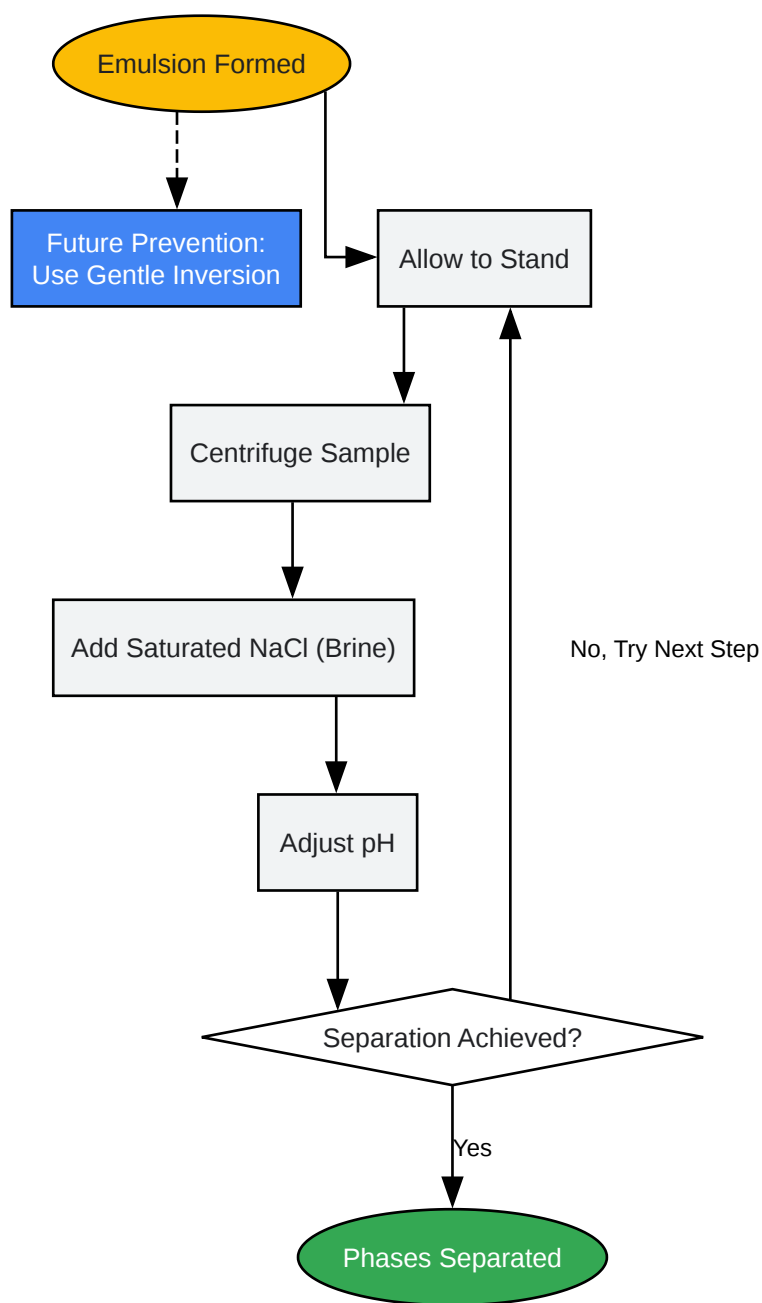 Emulsion Formed
Future Prevention:
Use Gentle Inversion
Allow to Stand
Centrifuge Sample
Add Saturated NaCl (Brine)
No, Try Next Step
Adjust pH
Separation Achieved?
Yes
Phases Separated